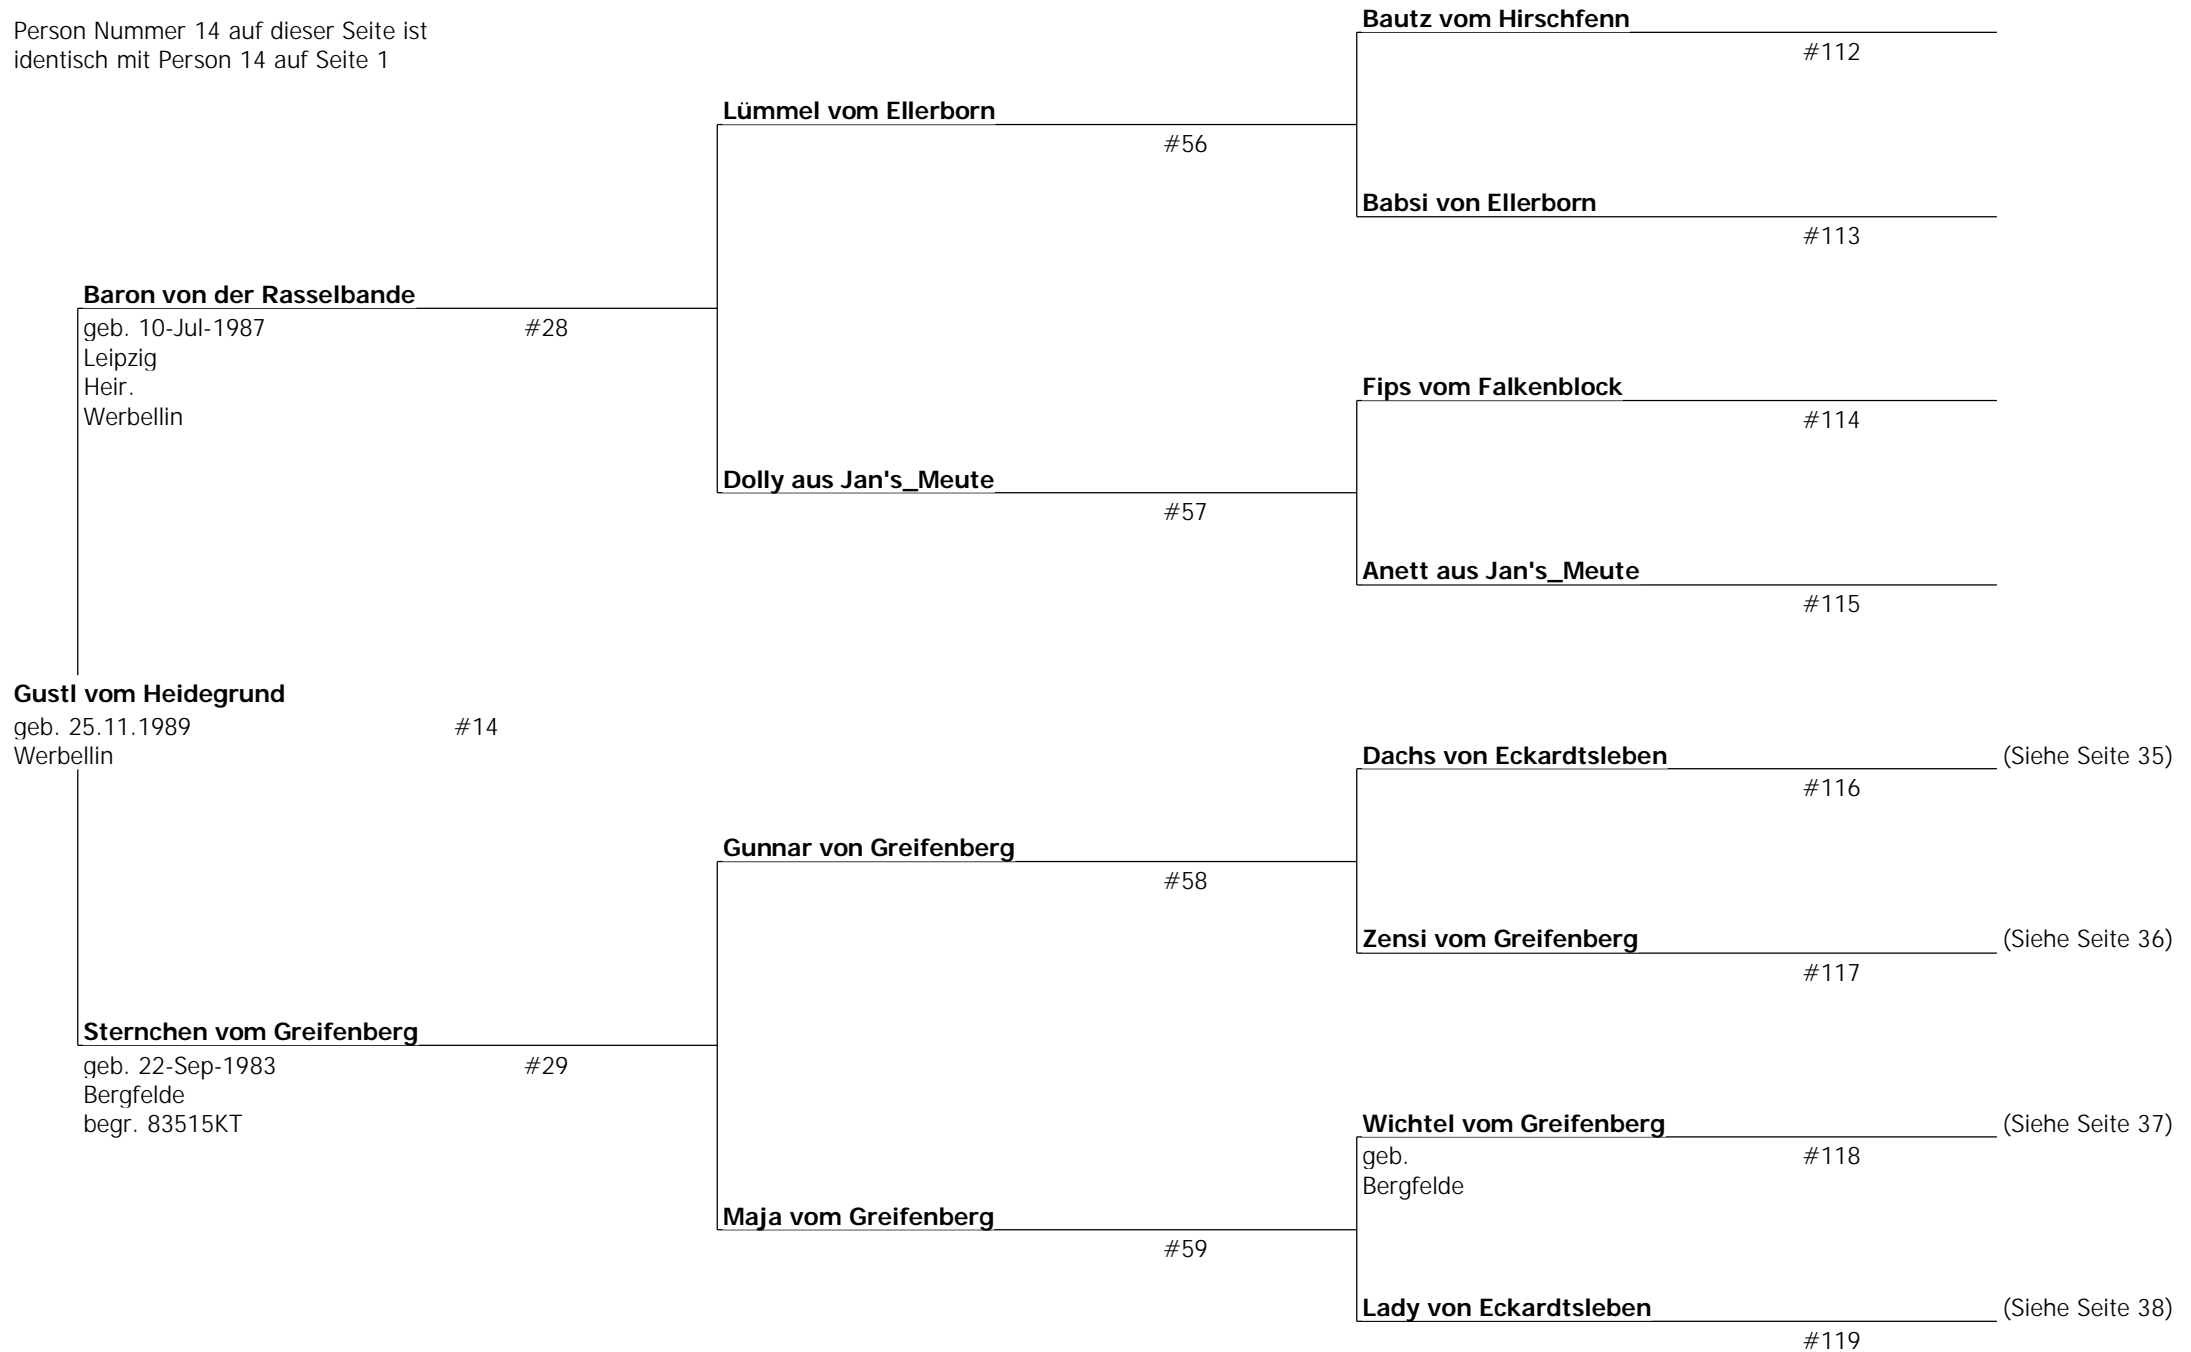 Person Nummer 14 auf dieser Seite ist
identisch mit Person 14 auf Seite 1
Bautz vom Hirschfenn
#112
Lümmel vom Ellerborn
#56
Babsi von Ellerborn
#113
Baron von der Rasselbande
geb. 10-Jul-1987 #28
Leipzig
Heir.
Werbellin
Fips vom Falkenblock
#114
Dolly aus Jan's_Meute
#57
Anett aus Jan's_Meute
#115
Gustl vom Heidegrund
geb. 25.11.1989 #14
Werbellin
Dachs von Eckardtsleben (Siehe Seite 35)
#116
Gunnar von Greifenberg
#58
Zensi vom Greifenberg (Siehe Seite 36)
#117
Sternchen vom Greifenberg
geb. 22-Sep-1983 #29
Bergfelde
begr. 83515KT
Wichtel vom Greifenberg (Siehe Seite 37)
geb. #118
Bergfelde
Maja vom Greifenberg
#59
Lady von Eckardtsleben (Siehe Seite 38)
#119